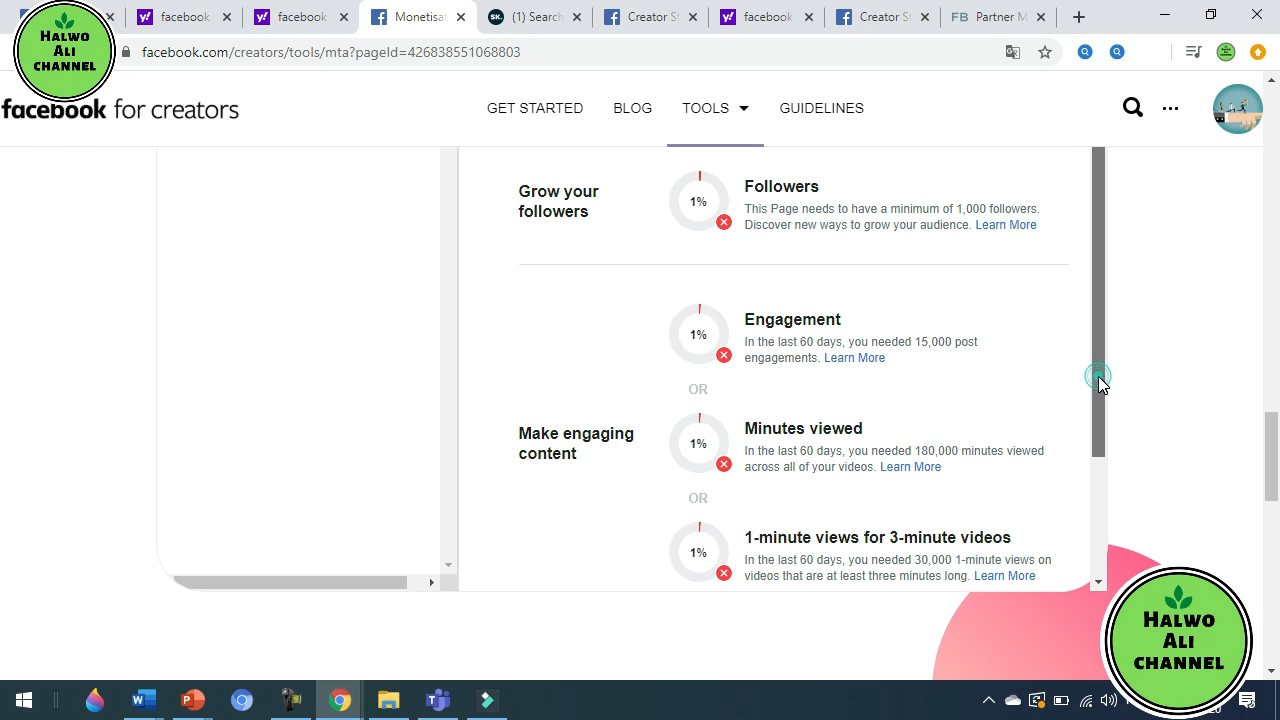 facebook
facebook
Monetisat
(1) Search
Creator St
facebook
Creator St
FB Partner M
facebook.com/creators/tools/mta?pageId=426838551068803
HALWO
ALI
CHANNEL
facebook for creators
GET STARTED
BLOG
TOOLS
GUIDELINES
Grow your
followers
1%
Followers
This Page needs to have a minimum of 1,000 followers.
Discover new ways to grow your audience. Learn More
1%
Engagement
In the last 60 days, you needed 15,000 post
engagements. Learn More
OR
Make engaging
content
1%
Minutes viewed
In the last 60 days, you needed 180,000 minutes viewed
across all of your videos. Learn More
OR
1%
1-minute views for 3-minute videos
In the last 60 days, you needed 30,000 1-minute views on
videos that are at least three minutes long. Learn More
HALWO
ALI
CHANNEL